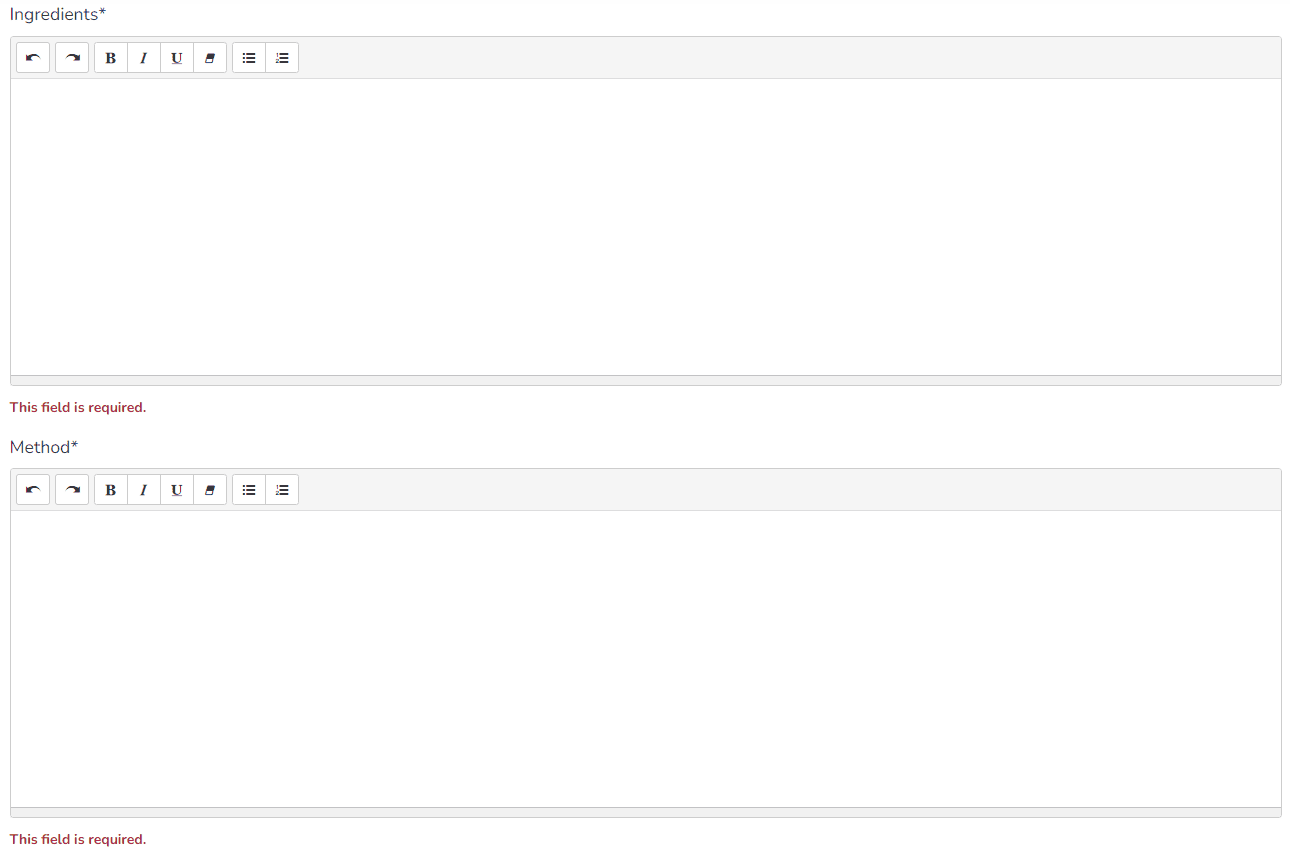 Ingredients*
B I U
This field is required.
Method*
B I U
This field is required.